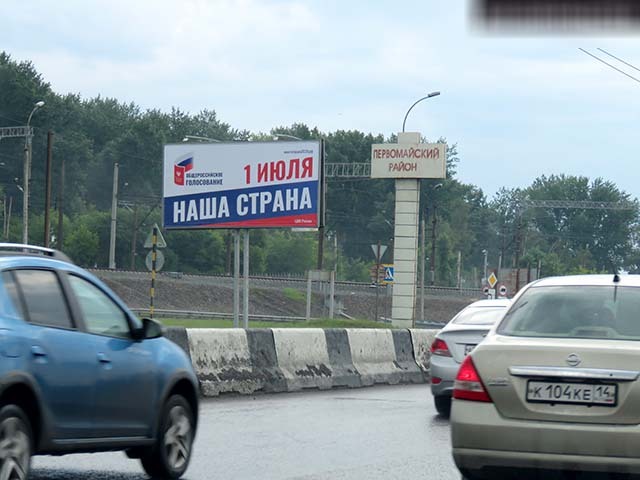 ОБЩЕРОССИЙСКОЕ
ГОЛОСОВАНИЕ
1 ИЮЛЯ
НАША СТРАНА
ПЕРВОМАЙСКИЙ
РАЙОН
К 104 КЕ 14